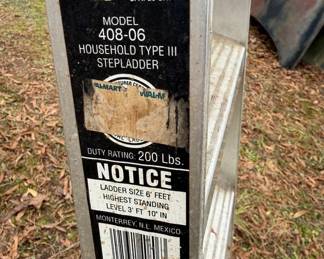 MODEL
408-06
HOUSEHOLD TYPE III
STEPLADDER
WALMART WAL-M
DUTY RATING: 200 Lbs.
NOTICE
LADDER SIZE 6' FEET
HIGHEST STANDING
LEVEL 3' FT 10" IN
MONTERREY, N.L. MEXICO